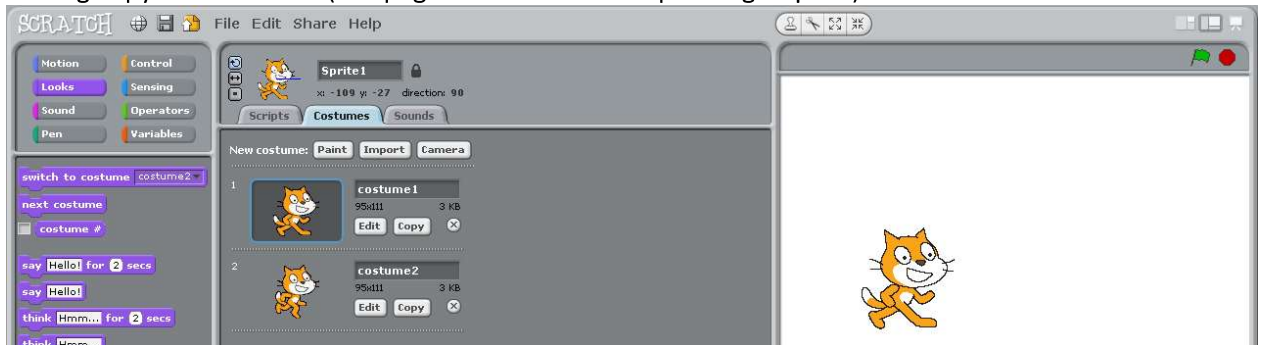 SCRATCH File Edit Share Help
Motion Control
Looks Sensing
Sound Operators
Pen Variables
switch to costume costume2
next costume
costume #
say Hello! for 2 secs
say Hello!
think Hmm... for 2 secs
think Hmm...
Sprite1
x: -109 y: -27 direction: 90
Scripts Costumes Sounds
New costume: Paint Import Camera
1 costume1
95x111 3 KB
Edit Copy
2 costume2
95x111 3 KB
Edit Copy